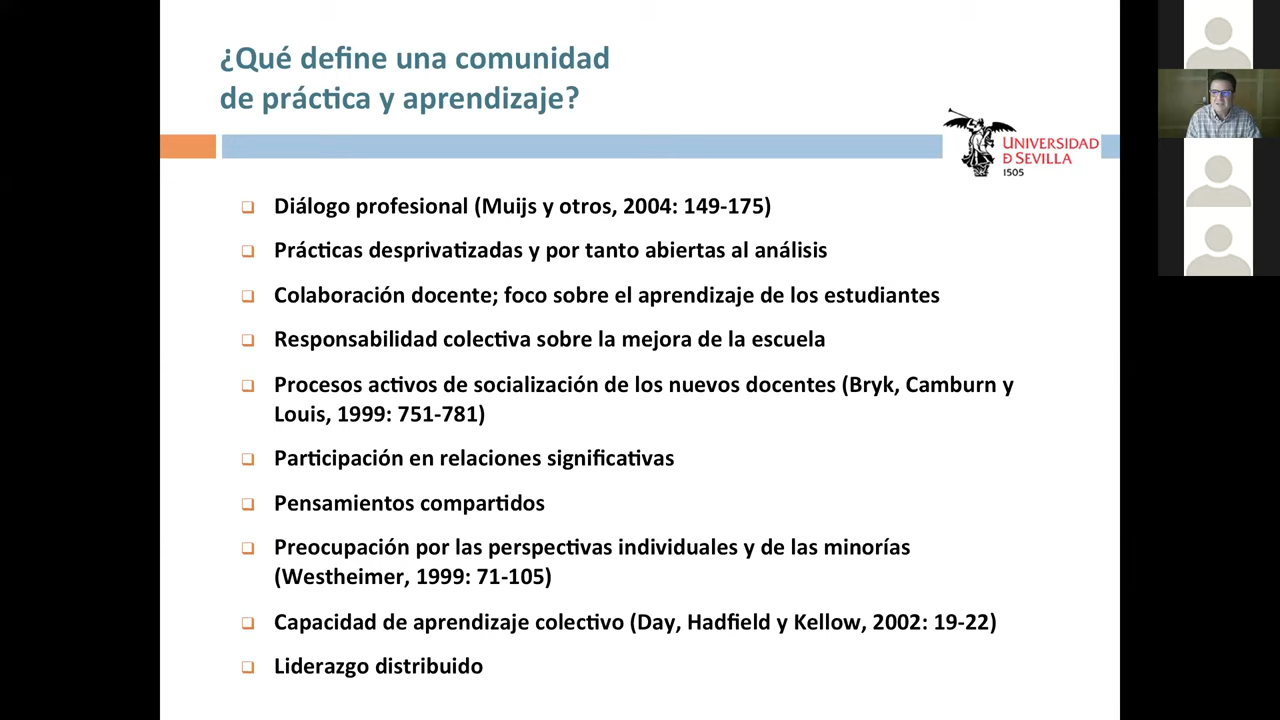 ¿Qué define una comunidad
de práctica y aprendizaje?
UNIVERSIDAD
D SEVILLA
1505
❑ Diálogo profesional (Muijs y otros, 2004: 149-175)
❑ Prácticas desprivatizadas y por tanto abiertas al análisis
❑ Colaboración docente; foco sobre el aprendizaje de los estudiantes
❑ Responsabilidad colectiva sobre la mejora de la escuela
❑ Procesos activos de socialización de los nuevos docentes (Bryk, Camburn y
Louis, 1999: 751-781)
❑ Participación en relaciones significativas
❑ Pensamientos compartidos
❑ Preocupación por las perspectivas individuales y de las minorías
(Westheimer, 1999: 71-105)
❑ Capacidad de aprendizaje colectivo (Day, Hadfield y Kellow, 2002: 19-22)
❑ Liderazgo distribuido